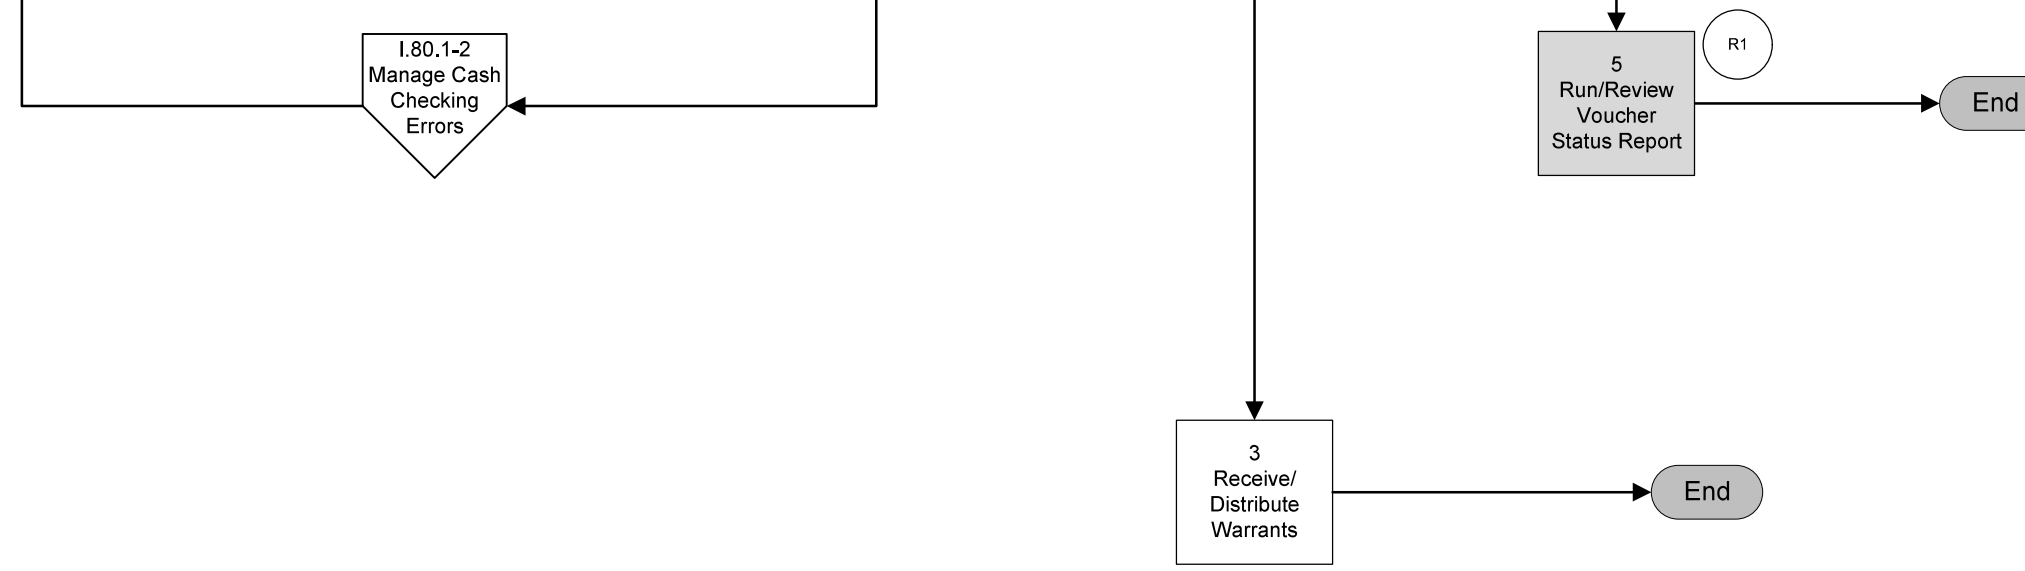 I.80.1-2
Manage Cash
Checking
Errors
5
Run/Review
Voucher
Status Report
R1
End
3
Receive/
Distribute
Warrants
End